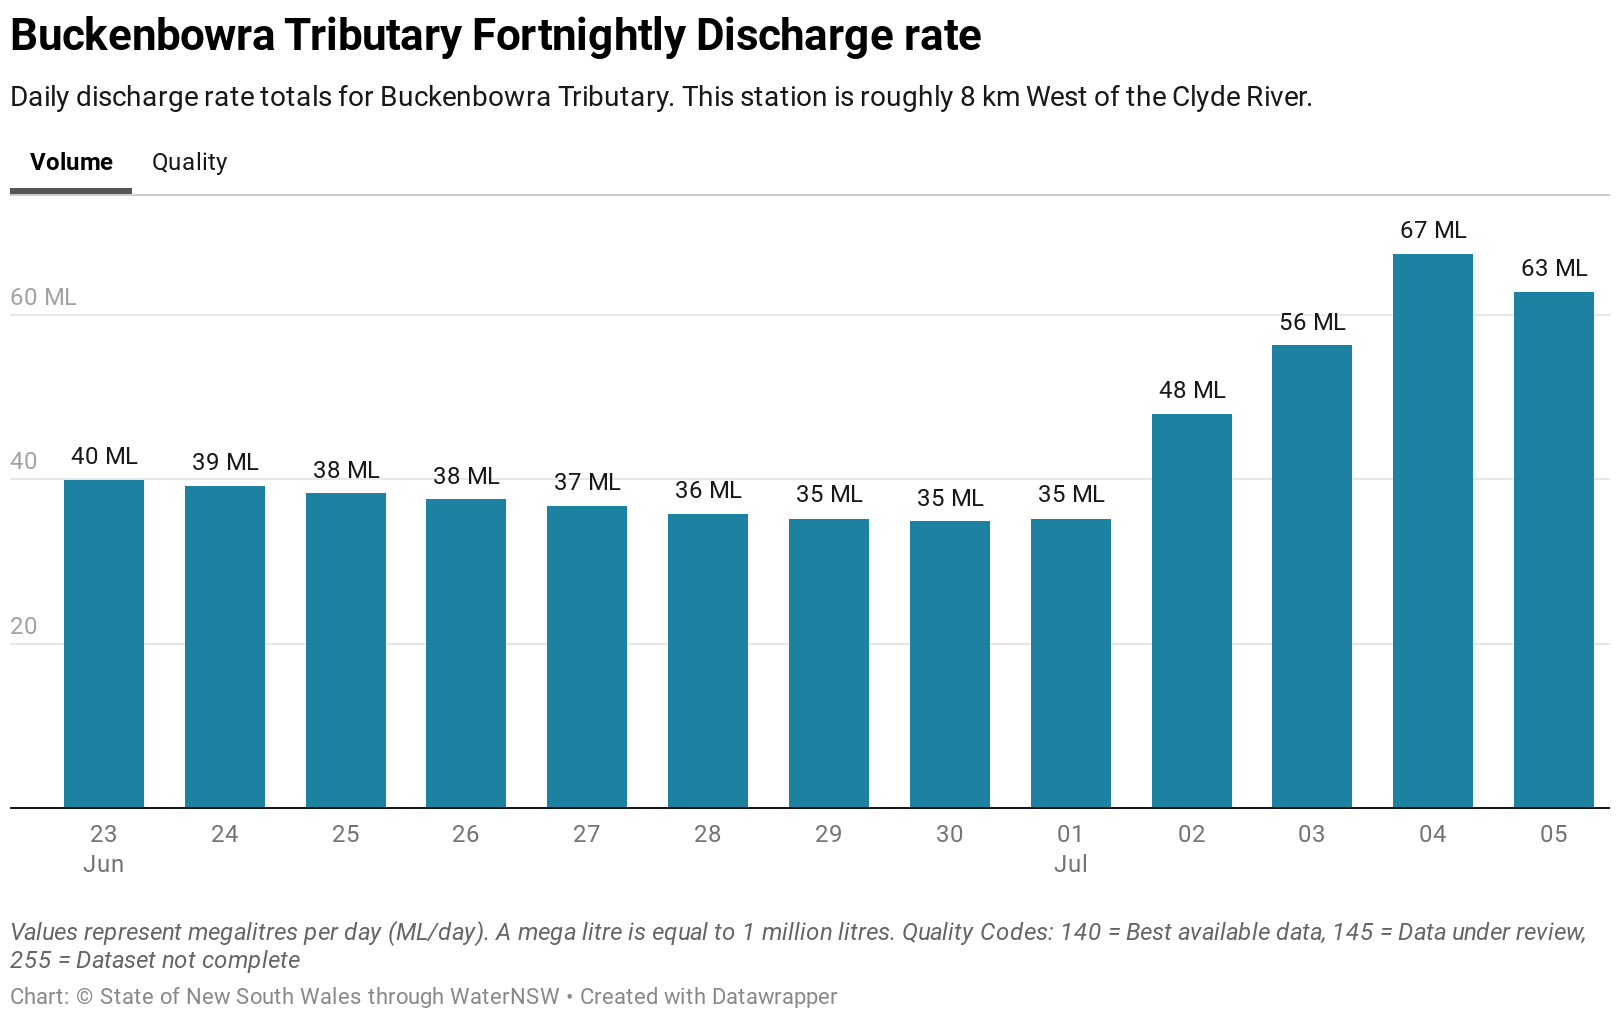 Buckenbowra Tributary Fortnightly Discharge rate
Daily discharge rate totals for Buckenbowra Tributary. This station is roughly 8 km West of the Clyde River.
Volume Quality
67 ML
63 ML
60 ML
56 ML
48 ML
40 40 ML 39 ML 38 ML 38 ML 37 ML 36 ML 35 ML 35 ML 35 ML
20
23 24 25 26 27 28 29 30 01 02 03 04 05
Jun Jul
Values represent megalitres per day (ML/day). A mega litre is equal to 1 million litres. Quality Codes: 140 = Best available data, 145 = Data under review,
255 = Dataset not complete
Chart: © State of New South Wales through WaterNSW • Created with Datawrapper